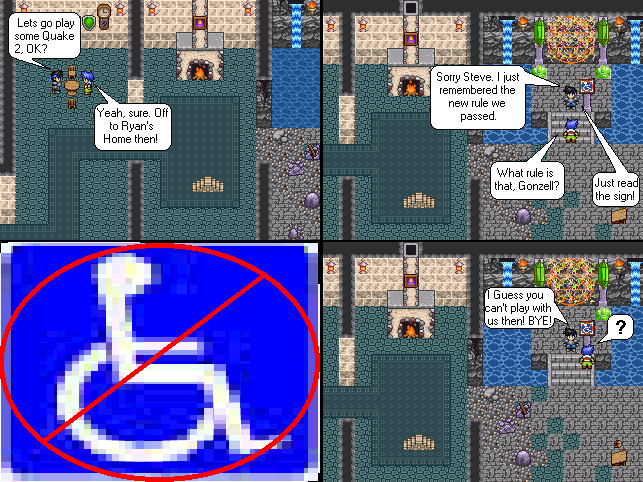 Lets go play
some Quake
2, OK?
Yeah, sure. Off
to Ryan's
Home then!
Sorry Steve. I just
remembered the
new rule we
passed.
What rule is
that, Gonzell?
Just read
the sign!
I Guess you
can't play with
us then! BYE!
?